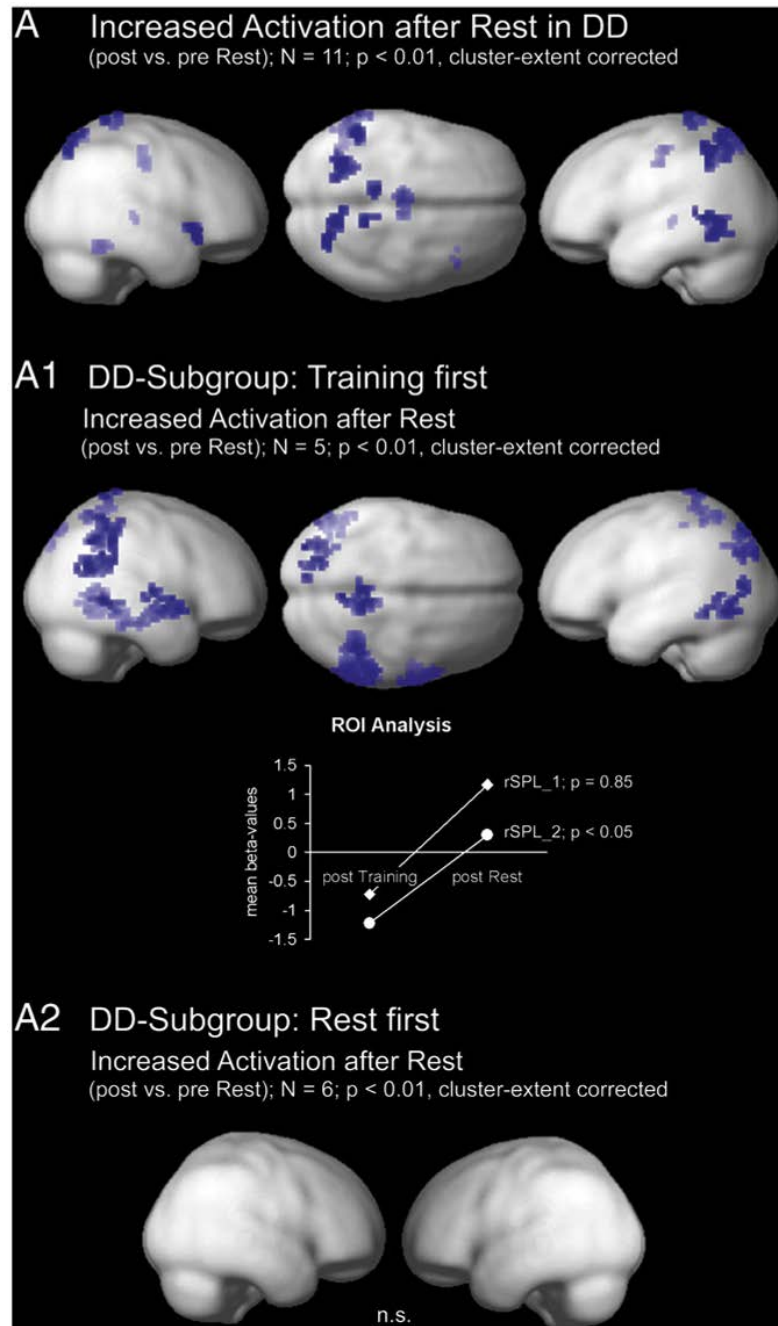 A Increased Activation after Rest in DD
(post vs. pre Rest); N = 11; p < 0.01, cluster-extent corrected
A1 DD-Subgroup: Training first
Increased Activation after Rest
(post vs. pre Rest); N = 5; p < 0.01, cluster-extent corrected
ROI Analysis
mean beta-values
1.5
1
0.5
0
-0.5
-1
-1.5
rSPL_1; p = 0.85
rSPL_2; p < 0.05
post Training
post Rest
A2 DD-Subgroup: Rest first
Increased Activation after Rest
(post vs. pre Rest); N = 6; p < 0.01, cluster-extent corrected
n.s.